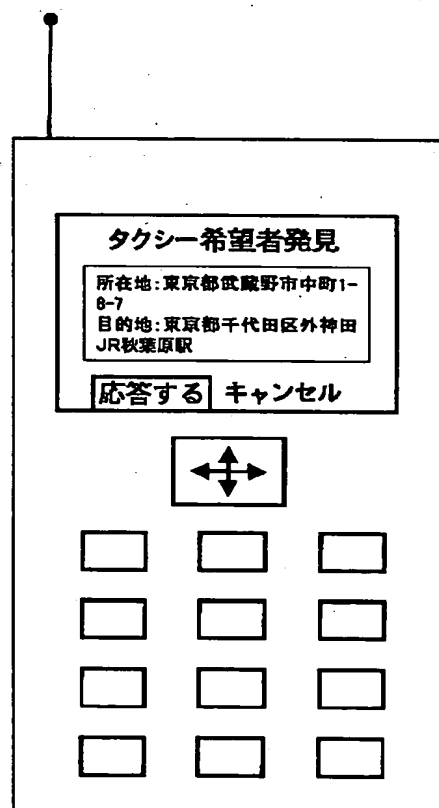 タクシー希望者発見
所在地:東京都武蔵野市中町1-
8-7
目的地:東京都千代田区外神田
JR秋葉原駅
応答する キャンセル